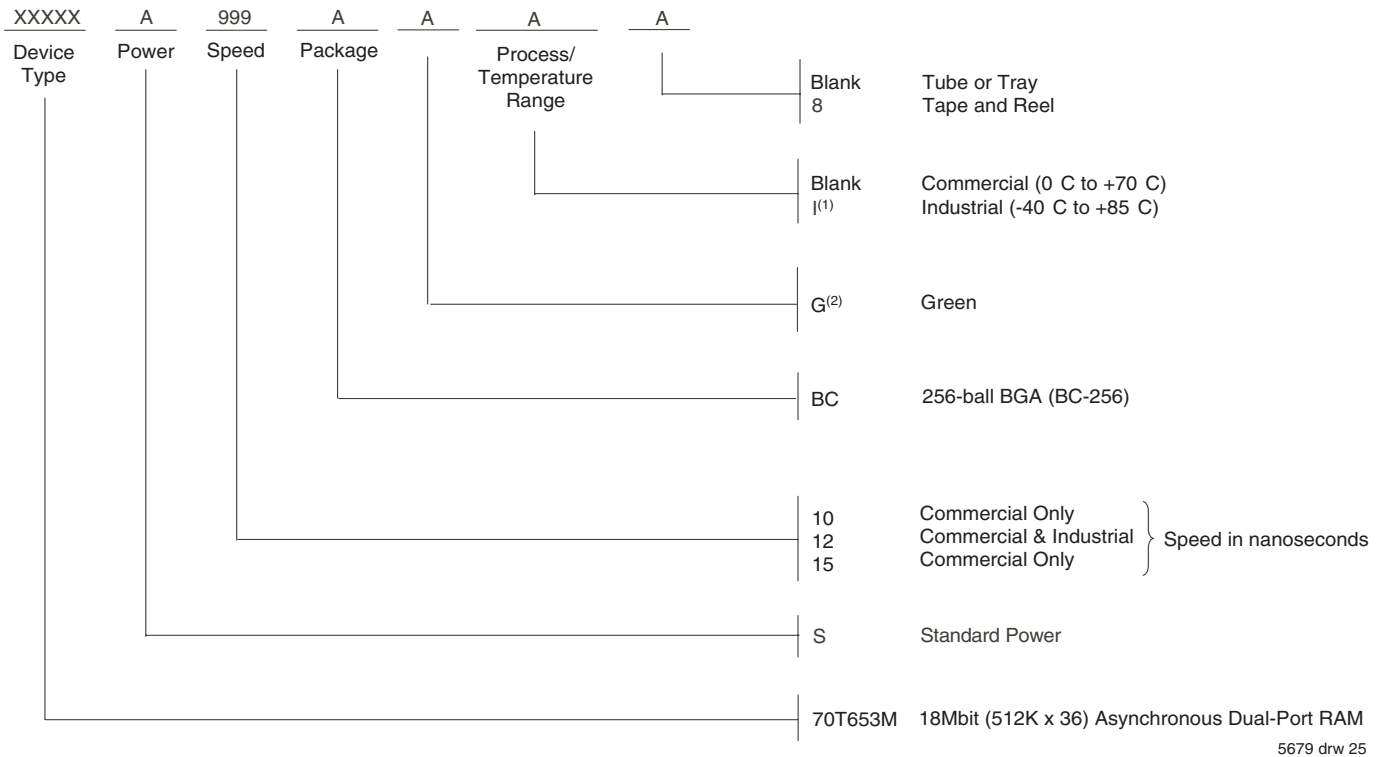 XXXXX A 999 A A A A
Device Type
Power
Speed
Package
Process/
Temperature
Range
Blank Tube or Tray
8 Tape and Reel
Blank Commercial (0 C to +70 C)
I(1) Industrial (-40 C to +85 C)
G(2) Green
BC 256-ball BGA (BC-256)
10 Commercial Only
12 Commercial & Industrial
15 Commercial Only
Speed in nanoseconds
S Standard Power
70T653M 18Mbit (512K x 36) Asynchronous Dual-Port RAM
5679 drw 25